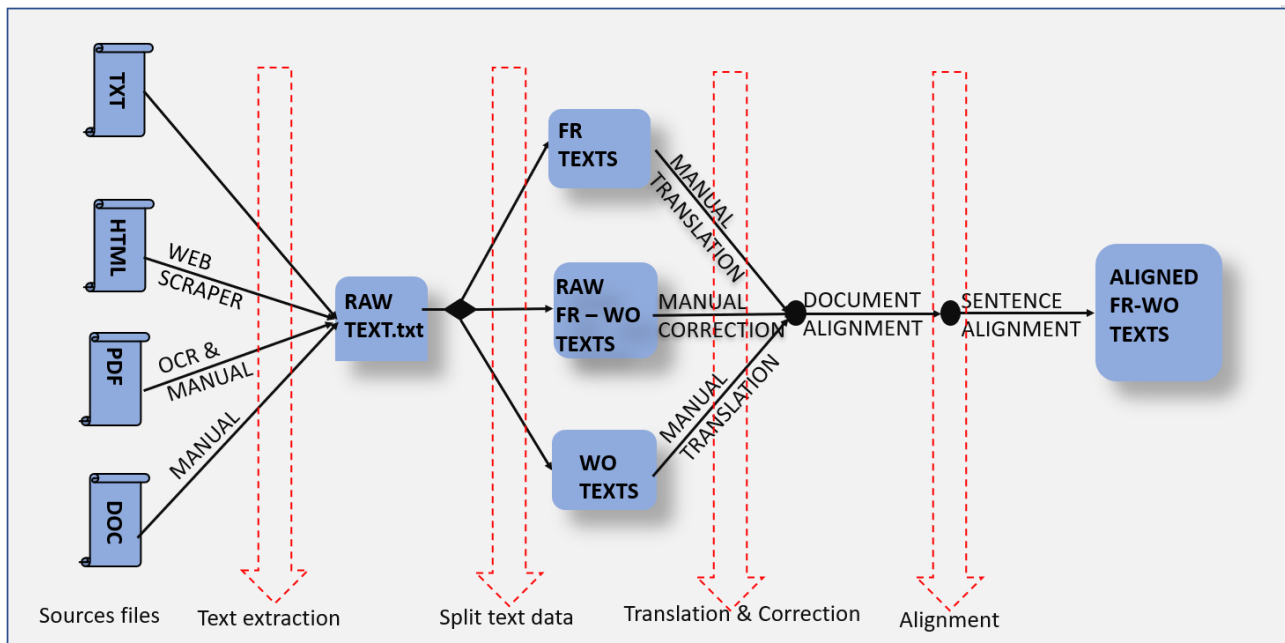 TXT
HTML
PDF
DOC
WEB
SCRAPER
OCR &
MANUAL
MANUAL
RAW
TEXT.txt
FR
TEXTS
RAW
FR – WO
TEXTS
WO
TEXTS
MANUAL
TRANSLATION
MANUAL
CORRECTION
MANUAL
TRANSLATION
DOCUMENT
ALIGNMENT
SENTENCE
ALIGNMENT
ALIGNED
FR-WO
TEXTS
Sources files
Text extraction
Split text data
Translation & Correction
Alignment